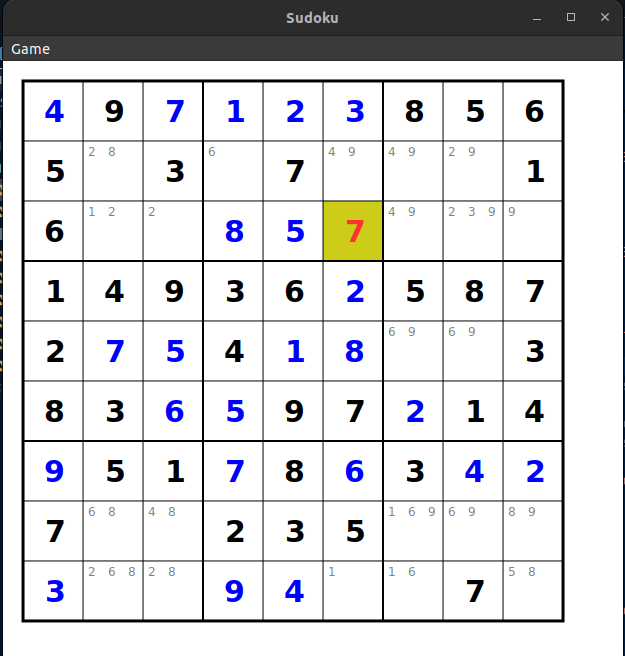 Sudoku
Game
4 9 7 1 2 3 8 5 6
5 2 8 3 6 7 4 9 4 9 2 9 1
6 1 2 2 8 5 7 4 9 2 3 9 9
1 4 9 3 6 2 5 8 7
2 7 5 4 1 8 6 9 6 9 3
8 3 6 5 9 7 2 1 4
9 5 1 7 8 6 3 4 2
7 6 8 4 8 2 3 5 1 6 9 6 9 8 9
3 2 6 8 2 8 9 4 1 1 6 7 5 8